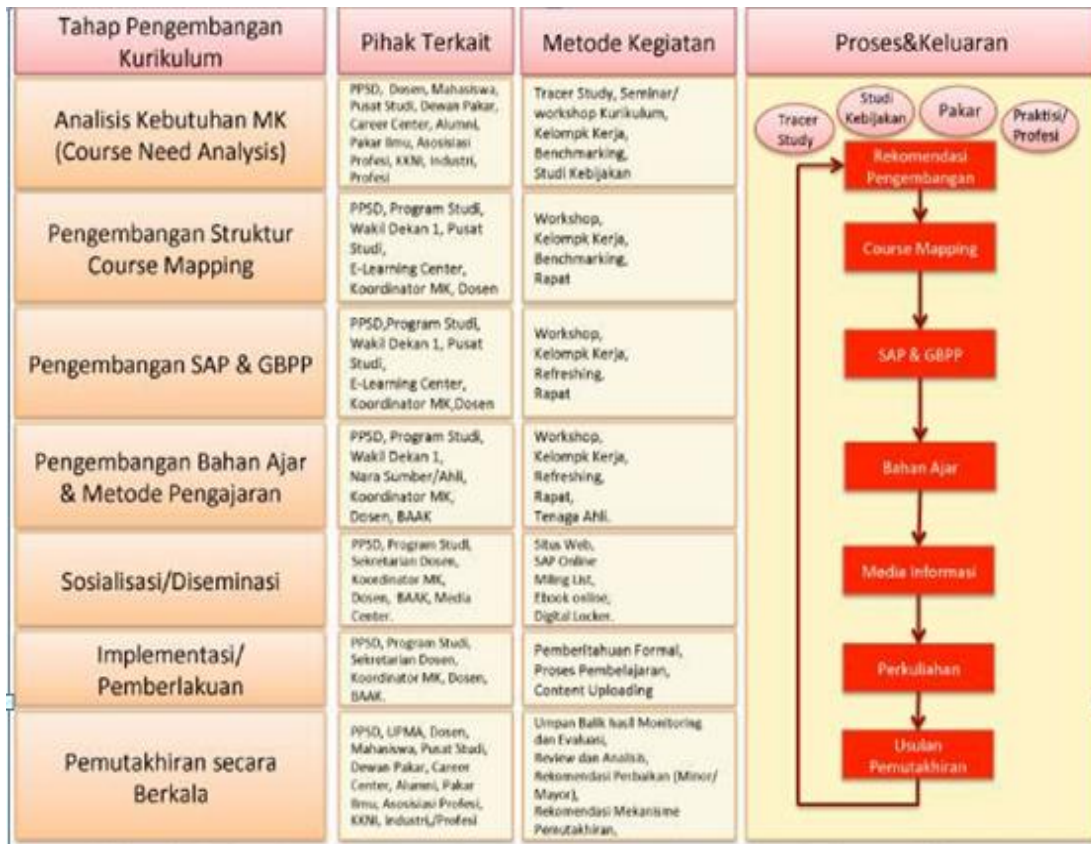 Tahap Pengembangan
Kurikulum
Pihak Terkait
Metode Kegiatan
Proses&Keluaran
Analisis Kebutuhan MK
(Course Need Analysis)
PPSD, Dosen, Mahasiswa,
Pusat Studi, Dewan Pakar,
Career Center, Alumni,
Pakar Ilmu, Asosisiasi
Profesi, KKNI, Industri,
Profesi
Tracer Study, Seminar/
workshop Kurikulum,
Kelompk Kerja,
Benchmarking,
Studi Kebijakan
Pengembangan Struktur
Course Mapping
PPSD, Program Studi,
Wakil Dekan 1, Pusat
Studi,
E-Learning Center,
Koordinator MK, Dosen
Workshop,
Kelompk Kerja,
Benchmarking,
Rapat
Pengembangan SAP & GBPP
PPSD,Program Studi,
Wakil Dekan 1, Pusat
Studi,
E-Learning Center,
Koordinator MK,Dosen
Workshop,
Kelompk Kerja,
Refreshing,
Rapat
Pengembangan Bahan Ajar
& Metode Pengajaran
PPSD, Program Studi,
Wakil Dekan 1,
Nara Sumber/Ahli,
Koordinator MK,
Dosen, BAAK
Workshop,
Kelompk Kerja,
Refreshing,
Rapat,
Tenaga Ahli.
Sosialisasi/Diseminasi
PPSD, Program Studi,
Sekretarian Dosen,
Koordinator MK,
Dosen, BAAK, Media
Center.
Situs Web,
SAP Online
Miling List,
Ebook online,
Digital Locker.
Implementasi/
Pemberlakuan
PPSD, Program Studi,
Sekretarian Dosen,
Koordinator MK, Dosen,
BAAK.
Pemberitahuan Formal,
Proses Pembelajaran,
Content Uploading
Pemutakhiran secara
Berkala
PPSD, UPMA, Dosen,
Mahasiswa, Pusat Studi,
Dewan Pakar, Career
Center, Alumni, Pakar
Ilmu, Asosisiasi Profesi,
KKNI, Industri,/Profesi
Umpan Balik hasil Monitoring
dan Evaluasi,
Review dan Analisis,
Rekomendasi Perbaikan (Minor/
Mayor),
Rekomendasi Mekanisme
Pemutakhiran,
Tracer
Study
Studi
Kebijakan
Pakar
Praktisi/
Profesi
Rekomendasi
Pengembangan
Course Mapping
SAP & GBPP
Bahan Ajar
Media Informasi
Perkuliahan
Usulan
Pemutakhiran